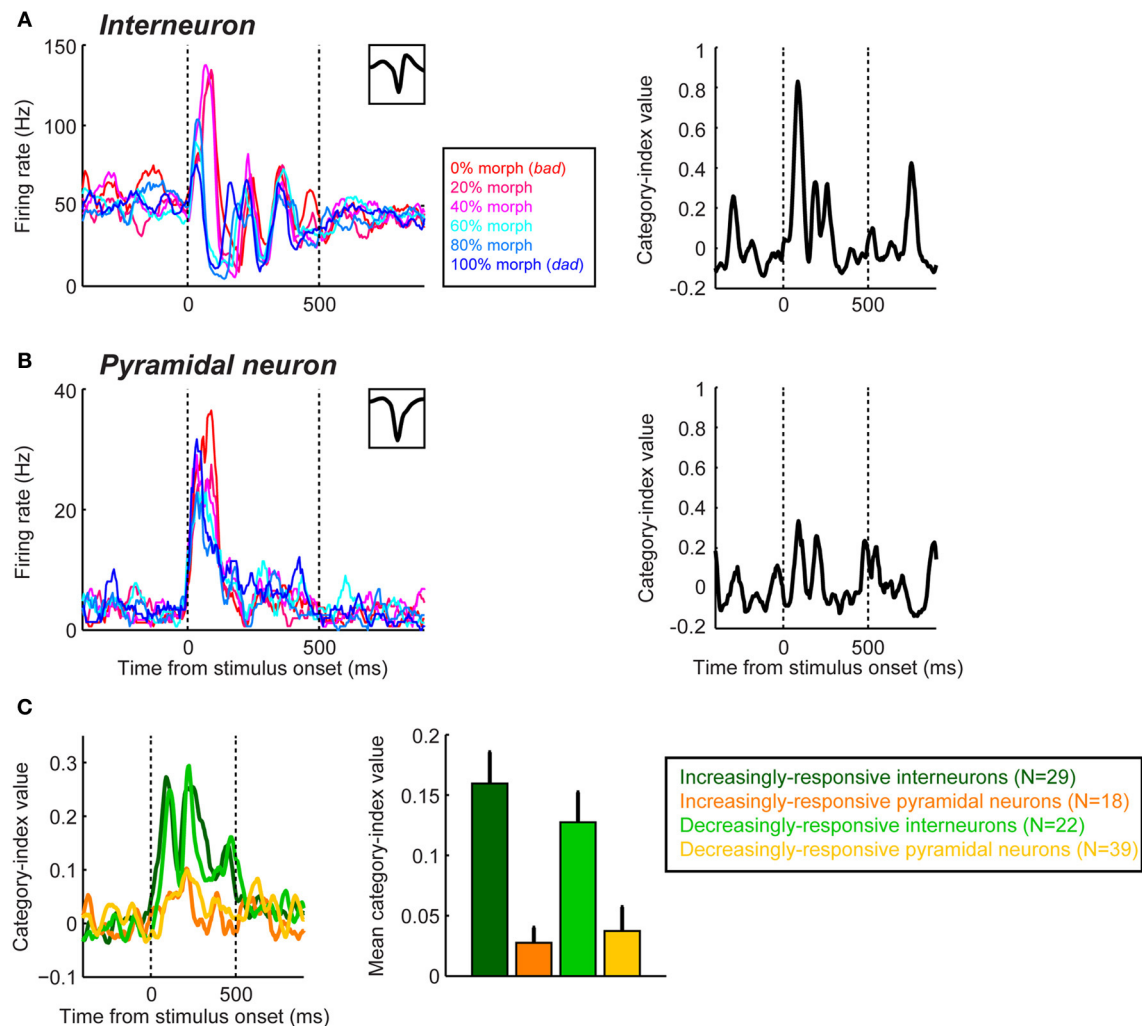 A
Interneuron
150
100
50
0
Firing rate (Hz)
0
500
0% morph (bad)
20% morph
40% morph
60% morph
80% morph
100% morph (dad)
1
0.8
0.6
0.4
0.2
0
-0.2
Category-index value
0
500
B
Pyramidal neuron
40
20
0
Firing rate (Hz)
0
500
Time from stimulus onset (ms)
1
0.8
0.6
0.4
0.2
0
-0.2
Category-index value
0
500
Time from stimulus onset (ms)
C
0.3
0.2
0.1
0
−0.1
Category-index value
0
500
Time from stimulus onset (ms)
0.2
0.15
0.1
0.05
0
Mean category-index value
Increasingly-responsive interneurons (N=29)
Increasingly-responsive pyramidal neurons (N=18)
Decreasingly-responsive interneurons (N=22)
Decreasingly-responsive pyramidal neurons (N=39)